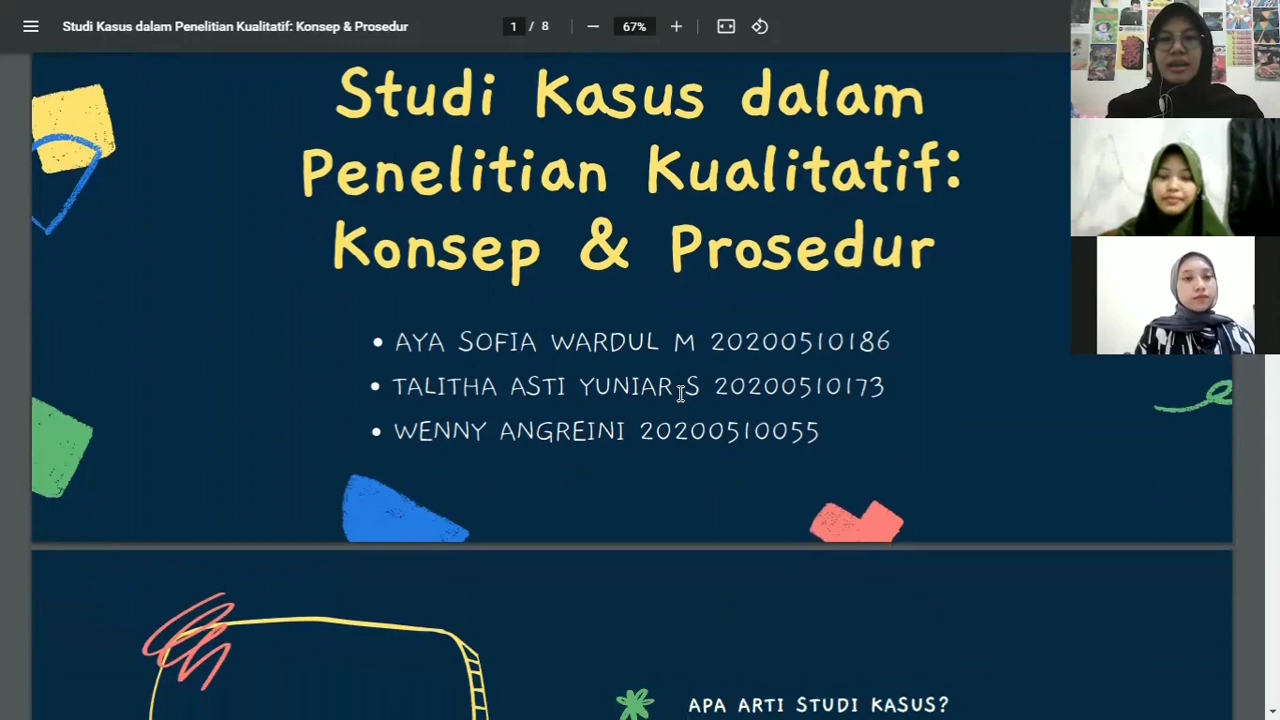 Studi Kasus dalam Penelitian Kualitatif: Konsep & Prosedur
1 / 8
67%
Studi Kasus dalam
Penelitian Kualitatif:
Konsep & Prosedur
• AYA SOFIA WARDUL M 20200510186
• TALITHA ASTI YUNIAR S 20200510173
• WENNY ANGREINI 20200510055
APA ARTI STUDI KASUS?